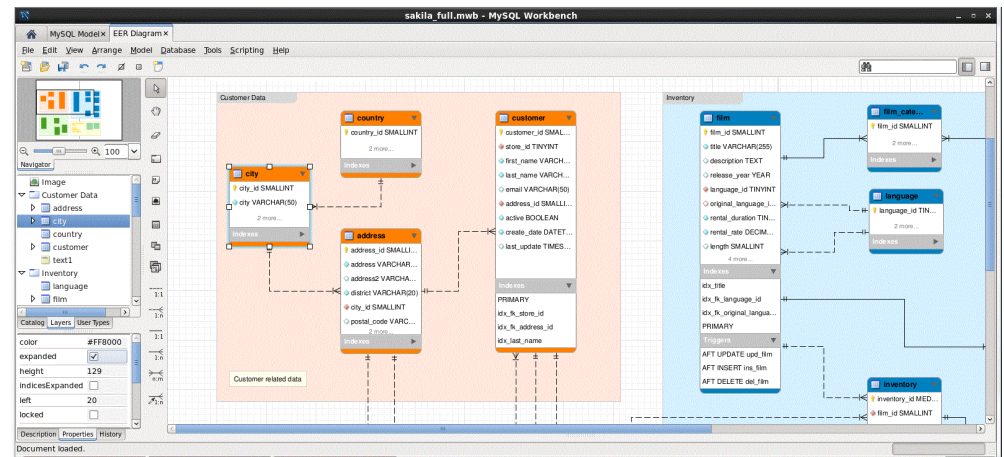 sakila_full.mwb - MySQL Workbench
MySQL Model× EER Diagram×
File Edit View Arrange Model Database Tools Scripting Help
100
Navigator
Image
Customer Data
address
city
country
customer
text1
Inventory
language
film
Catalog Layers User Types
color #FF8000
expanded
height 129
indicesExpanded
left 20
locked
Description Properties History
Document loaded.
1:1
1:n
1:1
1:n
n:m
1:n
Customer Data
country
country_id SMALLINT
2 more...
Indexes
city
city_id SMALLINT
city VARCHAR(50)
2 more...
Indexes
address
address_id SMALLI...
address VARCHAR...
address2 VARCHA...
district VARCHAR(20)
city_id SMALLINT
postal_code VARC...
2 more...
Indexes
Customer related data
customer
customer_id SMAL...
store_id TINYINT
first_name VARCH...
last_name VARCH...
email VARCHAR(50)
address_id SMALLI...
active BOOLEAN
create_date DATET...
last_update TIMES...
Indexes
PRIMARY
idx_fk_store_id
idx_fk_address_id
idx_last_name
Inventory
film
film_id SMALLINT
title VARCHAR(255)
description TEXT
release_year YEAR
language_id TINYINT
original_language_i...
rental_duration TIN...
rental_rate DECIM...
length SMALLINT
4 more...
Indexes
idx_title
idx_fk_language_id
idx_fk_original_langua...
PRIMARY
Triggers
AFT UPDATE upd_film
AFT INSERT ins_film
AFT DELETE del_film
film_cate...
film_id SMALLINT
2 more...
Indexes
language
language_id TIN...
2 more...
Indexes
inventory
inventory_id MED...
film_id SMALLINT